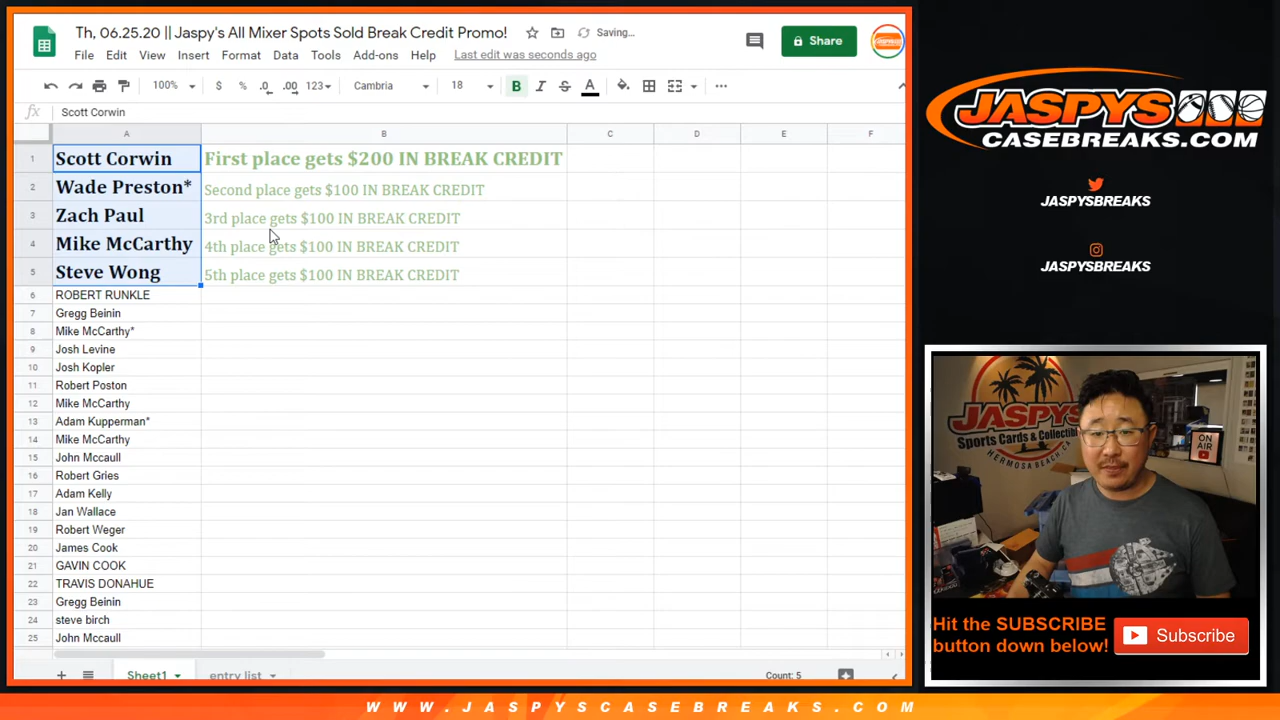 Th, 06.25.20 || Jaspy's All Mixer Spots Sold Break Credit Promo!
Saving...
Share
File Edit View Insert Format Data Tools Add-ons Help Last edit was seconds ago
100% $ % .0 .00 123 Cambria 18 B I S A
fx Scott Corwin
A B C D E F
1 Scott Corwin First place gets $200 IN BREAK CREDIT
2 Wade Preston* Second place gets $100 IN BREAK CREDIT
3 Zach Paul 3rd place gets $100 IN BREAK CREDIT
4 Mike McCarthy 4th place gets $100 IN BREAK CREDIT
5 Steve Wong 5th place gets $100 IN BREAK CREDIT
6 ROBERT RUNKLE
7 Gregg Beinin
8 Mike McCarthy*
9 Josh Levine
10 Josh Kopler
11 Robert Poston
12 Mike McCarthy
13 Adam Kupperman*
14 Mike McCarthy
15 John Mccaull
16 Robert Gries
17 Adam Kelly
18 Jan Wallace
19 Robert Weger
20 James Cook
21 GAVIN COOK
22 TRAVIS DONAHUE
23 Gregg Beinin
24 steve birch
25 John Mccaull
Sheet1 entry list Count: 5
JASPYS
CASEBREAKS.COM
JASPYSBREAKS
JASPYSBREAKS
JASPYS
Sports Cards & Collectibl
HERMOSA BEACH, CA
ON AIR
Hit the SUBSCRIBE
button down below!
Subscribe
WWW.JASPYSCASEBREAKS.COM